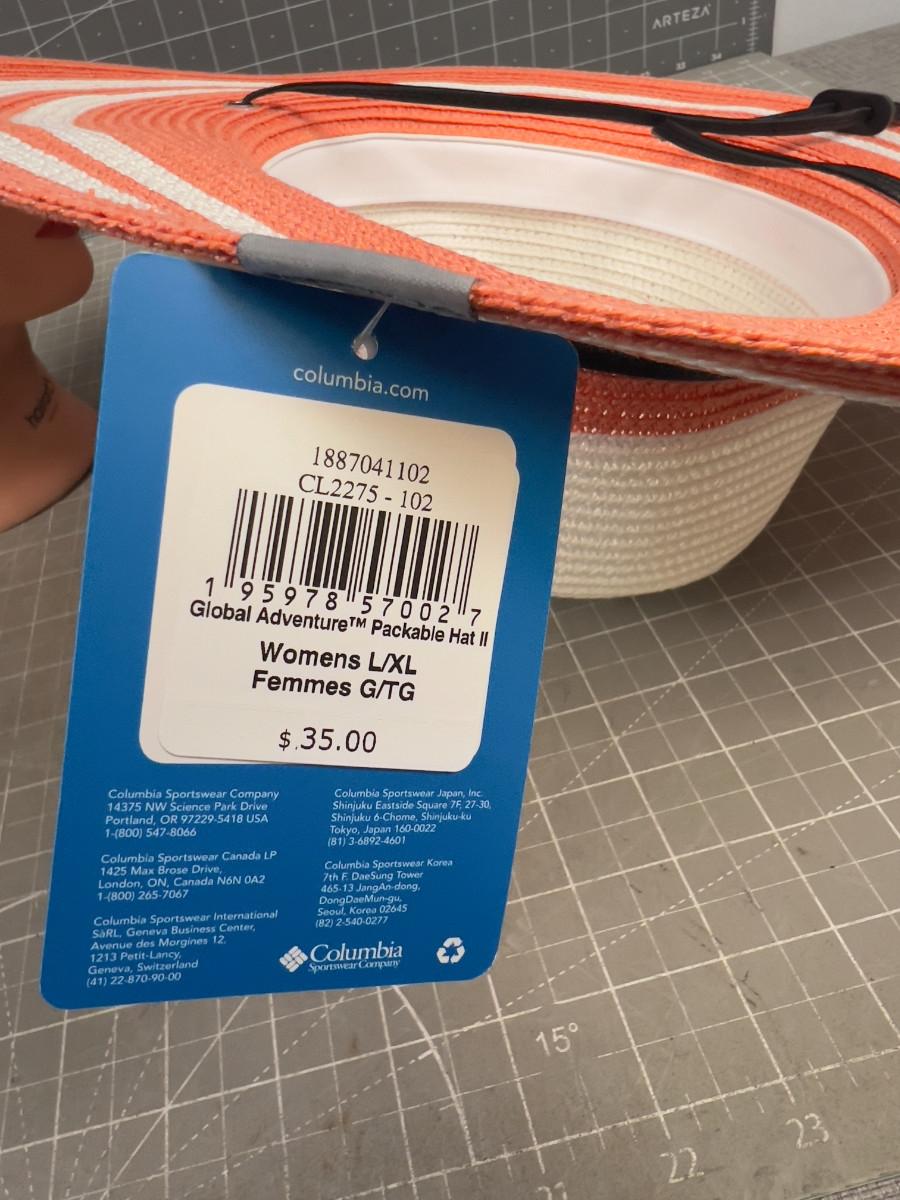 ARTEZA
33
34
1
columbia.com
1887041102
CL2275 - 102
1 95978 57002 7
Global Adventure™ Packable Hat II
Womens L/XL
Femmes G/TG
$ 35.00
Columbia Sportswear Company
14375 NW Science Park Drive
Portland, OR 97229-5418 USA
1-(800) 547-8066
Columbia Sportswear Canada LP
1425 Max Brose Drive,
London, ON, Canada N6N 0A2
1-(800) 265-7067
Columbia Sportswear International
SàRL, Geneva Business Center,
Avenue des Morgines 12,
1213 Petit-Lancy,
Geneva, Switzerland
(41) 22-870-90-00
Columbia Sportswear Japan, Inc.
Shinjuku Eastside Square 7F, 27-30,
Shinjuku 6-Chome, Shinjuku-ku
Tokyo, Japan 160-0022
(81) 3-6892-4601
Columbia Sportswear Korea
7th F. DaeSung Tower
465-13 JangAn-dong,
DongDaeMun-gu,
Seoul, Korea 02645
(82) 2-540-0277
Columbia
Sportswear Company
15°
21
22
23